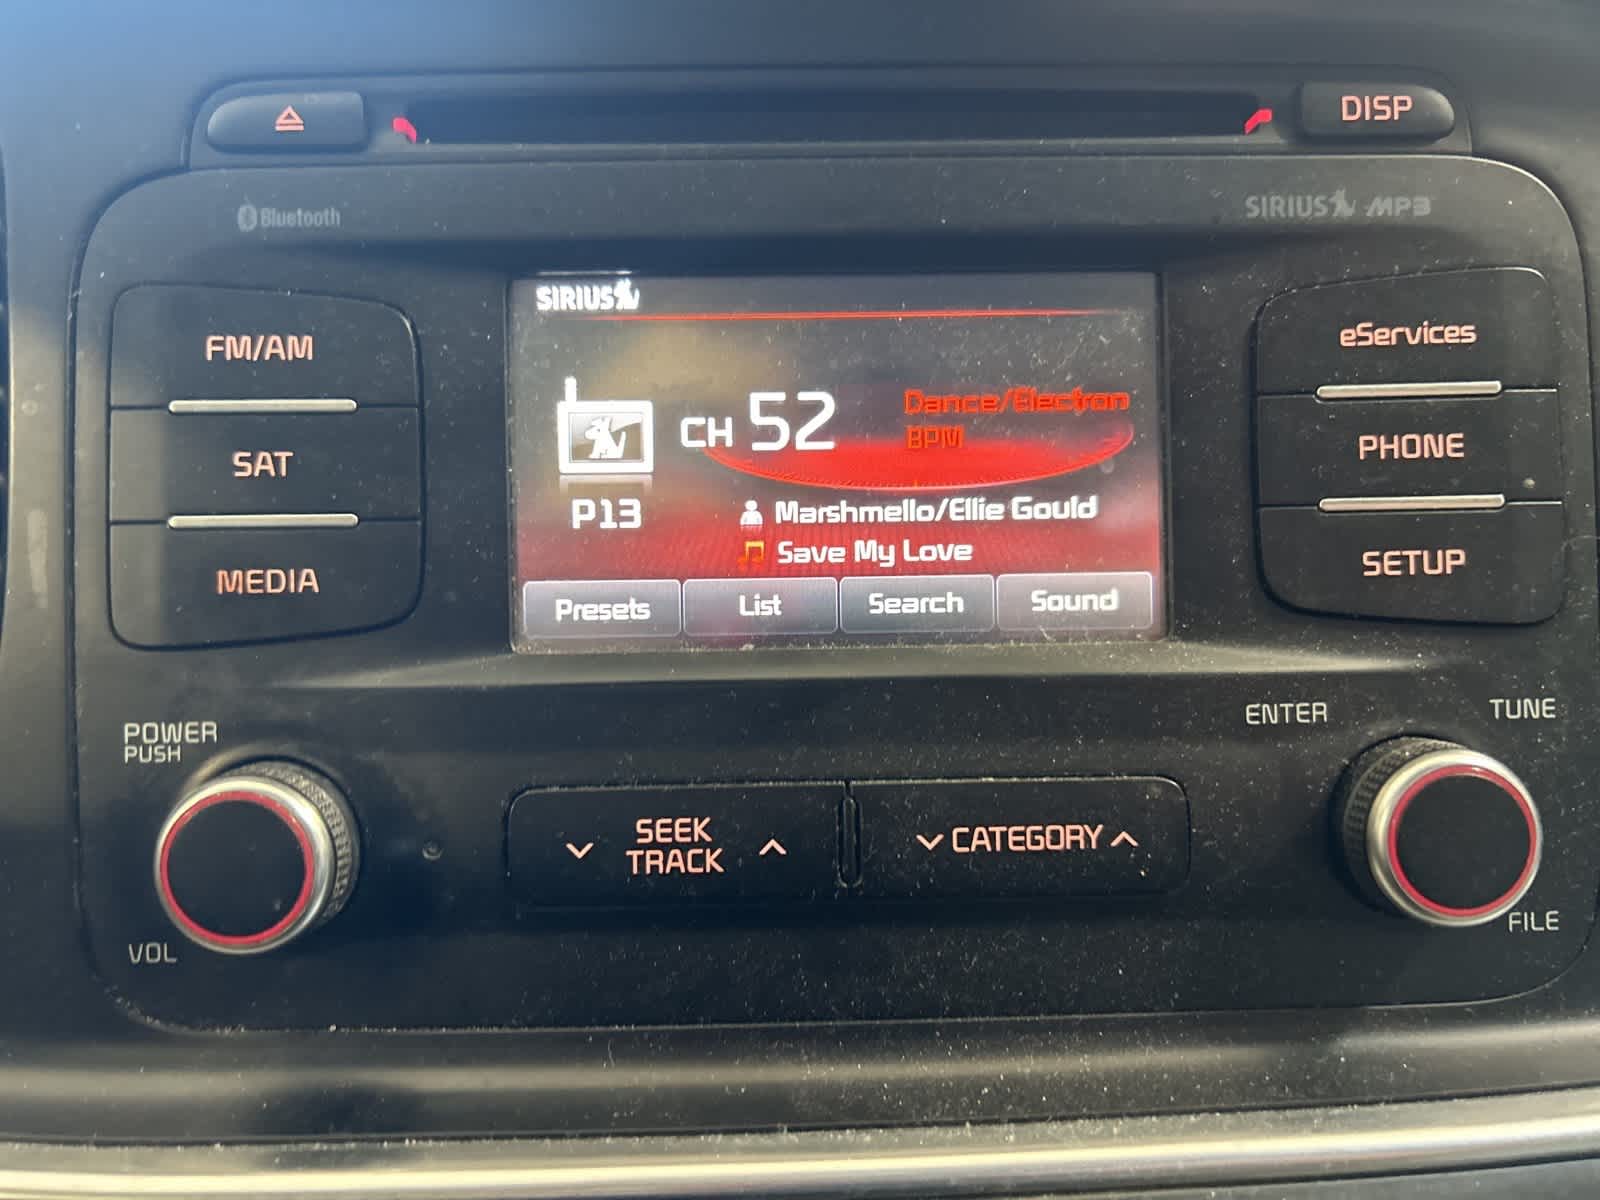 DISP
Bluetooth
SIRIUS MP3
FM/AM
SAT
MEDIA
SIRIUS
CH 52
Dance/Electron
BPM
P13
Marshmello/Ellie Gould
Save My Love
Presets
List
Search
Sound
eServices
PHONE
SETUP
POWER
PUSH
VOL
SEEK
TRACK
CATEGORY
ENTER
TUNE
FILE